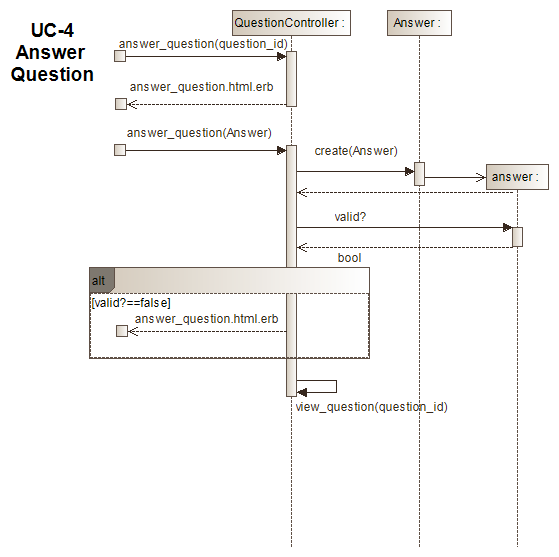 UC-4
Answer
Question
QuestionController :
Answer :
answer_question(question_id)
answer_question.html.erb
answer_question(Answer)
create(Answer)
answer :
valid?
bool
alt
[valid?==false]
answer_question.html.erb
view_question(question_id)